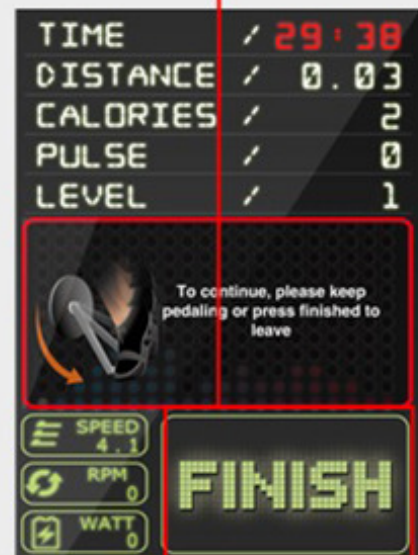 TIME / 29:38
DISTANCE / 0.03
CALORIES / 2
PULSE / 0
LEVEL / 1
To continue, please keep
pedaling or press finished to
leave
SPEED
4.1
RPM
0
WATT
0
FINISH